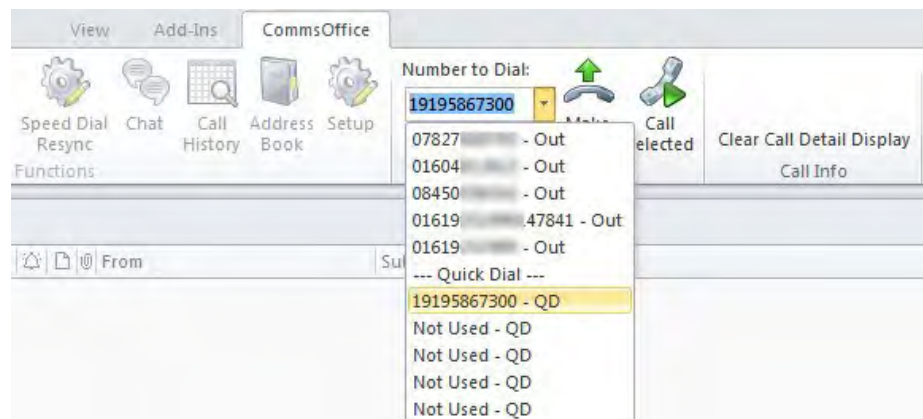 View Add-Ins CommsOffice
Number to Dial:
19195867300
Speed Dial Resync Chat Call History Address Book Setup
Call
Clear Call Detail Display
Functions
Call Info
07827 - Out
01604 - Out
08450 - Out
01619 47841 - Out
01619 - Out
--- Quick Dial ---
19195867300 - QD
Not Used - QD
Not Used - QD
Not Used - QD
Not Used - QD
From